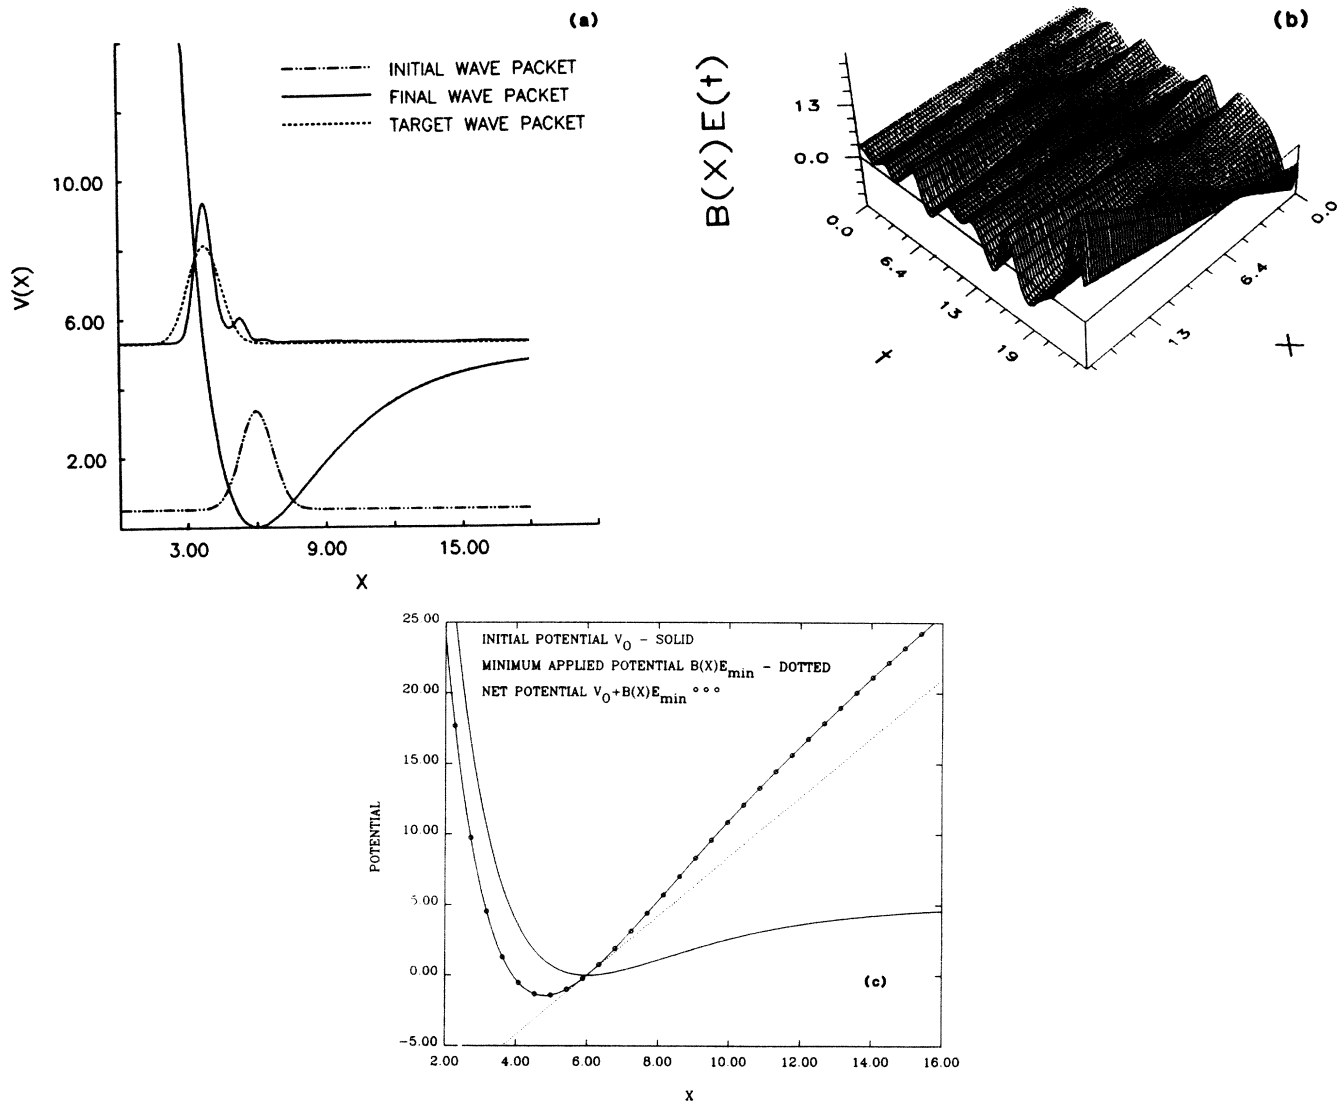 (a)
INITIAL WAVE PACKET
FINAL WAVE PACKET
TARGET WAVE PACKET
V(X)
10.00
6.00
2.00
3.00 9.00 15.00
X
(b)
B(X)E(t)
13
0.0
0.0 6.4 13 19
t
0.0
6.4
13
X
25.00
20.00
15.00
10.00
5.00
0.00
-5.00
POTENTIAL
INITIAL POTENTIAL V0 - SOLID
MINIMUM APPLIED POTENTIAL B(X)Emin - DOTTED
NET POTENTIAL V0+B(X)Emin °°°
(c)
2.00 4.00 6.00 8.00 10.00 12.00 14.00 16.00
X